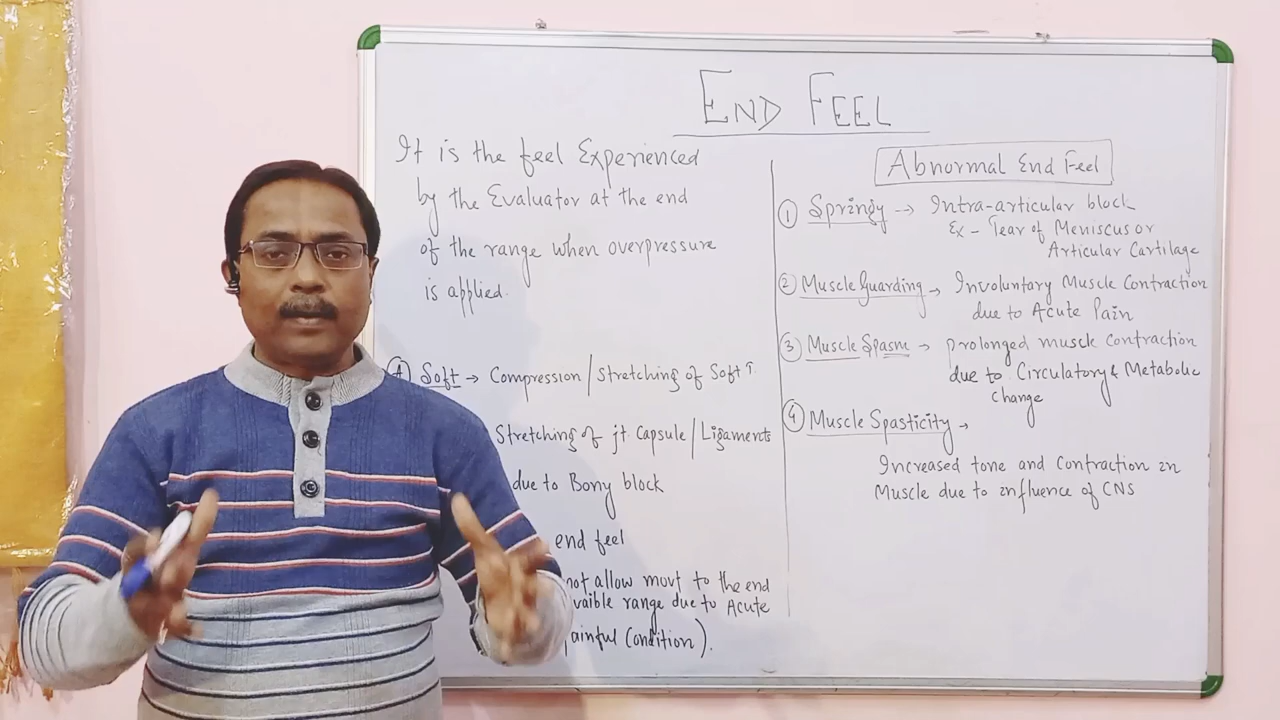 END FEEL
It is the feel Experienced
by the Evaluator at the end
of the range when overpressure
is applied.
Soft → Compression/Stretching of Soft T
Stretching of jt Capsule/Ligaments
due to Bony block
end feel
not allow movt to the end
vaible range due to Acute
ainful Condition).
Abnormal End Feel
① Springy --> Intra-articular block
Ex - Tear of Meniscus or
Articular Cartilage
② Muscle Guarding → Involuntary Muscle Contraction
due to Acute Pain
③ Muscle Spasm → prolonged muscle contraction
due to Circulatory & Metabolic
change
④ Muscle Spasticity →
Increased tone and contraction in
Muscle due to influence of CNS